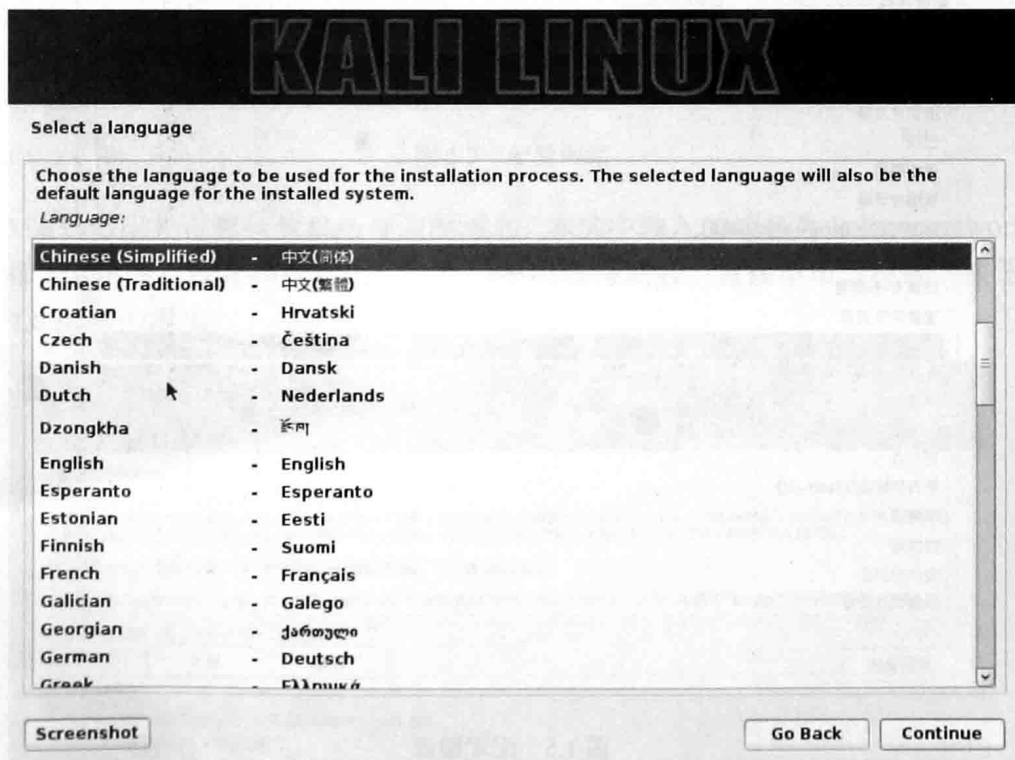 KALI LINUX
Select a language
Choose the language to be used for the installation process. The selected language will also be the
default language for the installed system.
Language:
Chinese (Simplified) - 中文(简体)
Chinese (Traditional) - 中文(繁體)
Croatian - Hrvatski
Czech - Čeština
Danish - Dansk
Dutch - Nederlands
Dzongkha - རྫོང་ཁ།
English - English
Esperanto - Esperanto
Estonian - Eesti
Finnish - Suomi
French - Français
Galician - Galego
Georgian - ქართული
German - Deutsch
Greek - Ελληνικά
Screenshot
Go Back
Continue